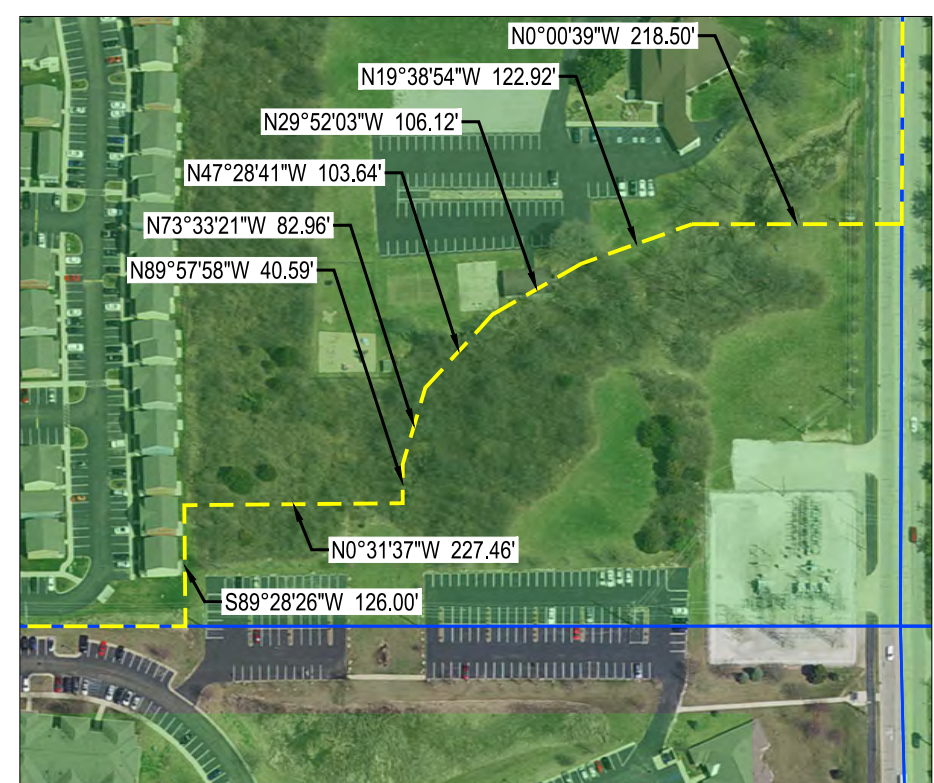 N0°00'39"W 218.50'
N19°38'54"W 122.92'
N29°52'03"W 106.12'
N47°28'41"W 103.64'
N73°33'21"W 82.96'
N89°57'58"W 40.59'
N0°31'37"W 227.46'
S89°28'26"W 126.00'